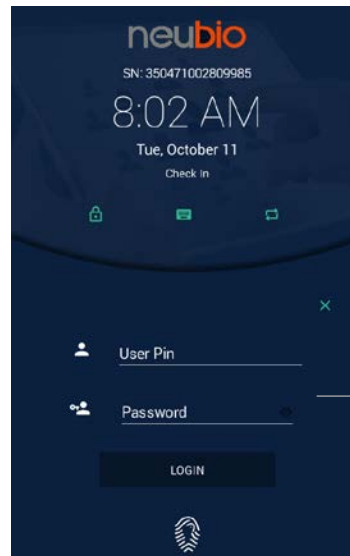 neubio
SN: 350471002809985
8:02 AM
Tue, October 11
Check In
User Pin
Password
LOGIN